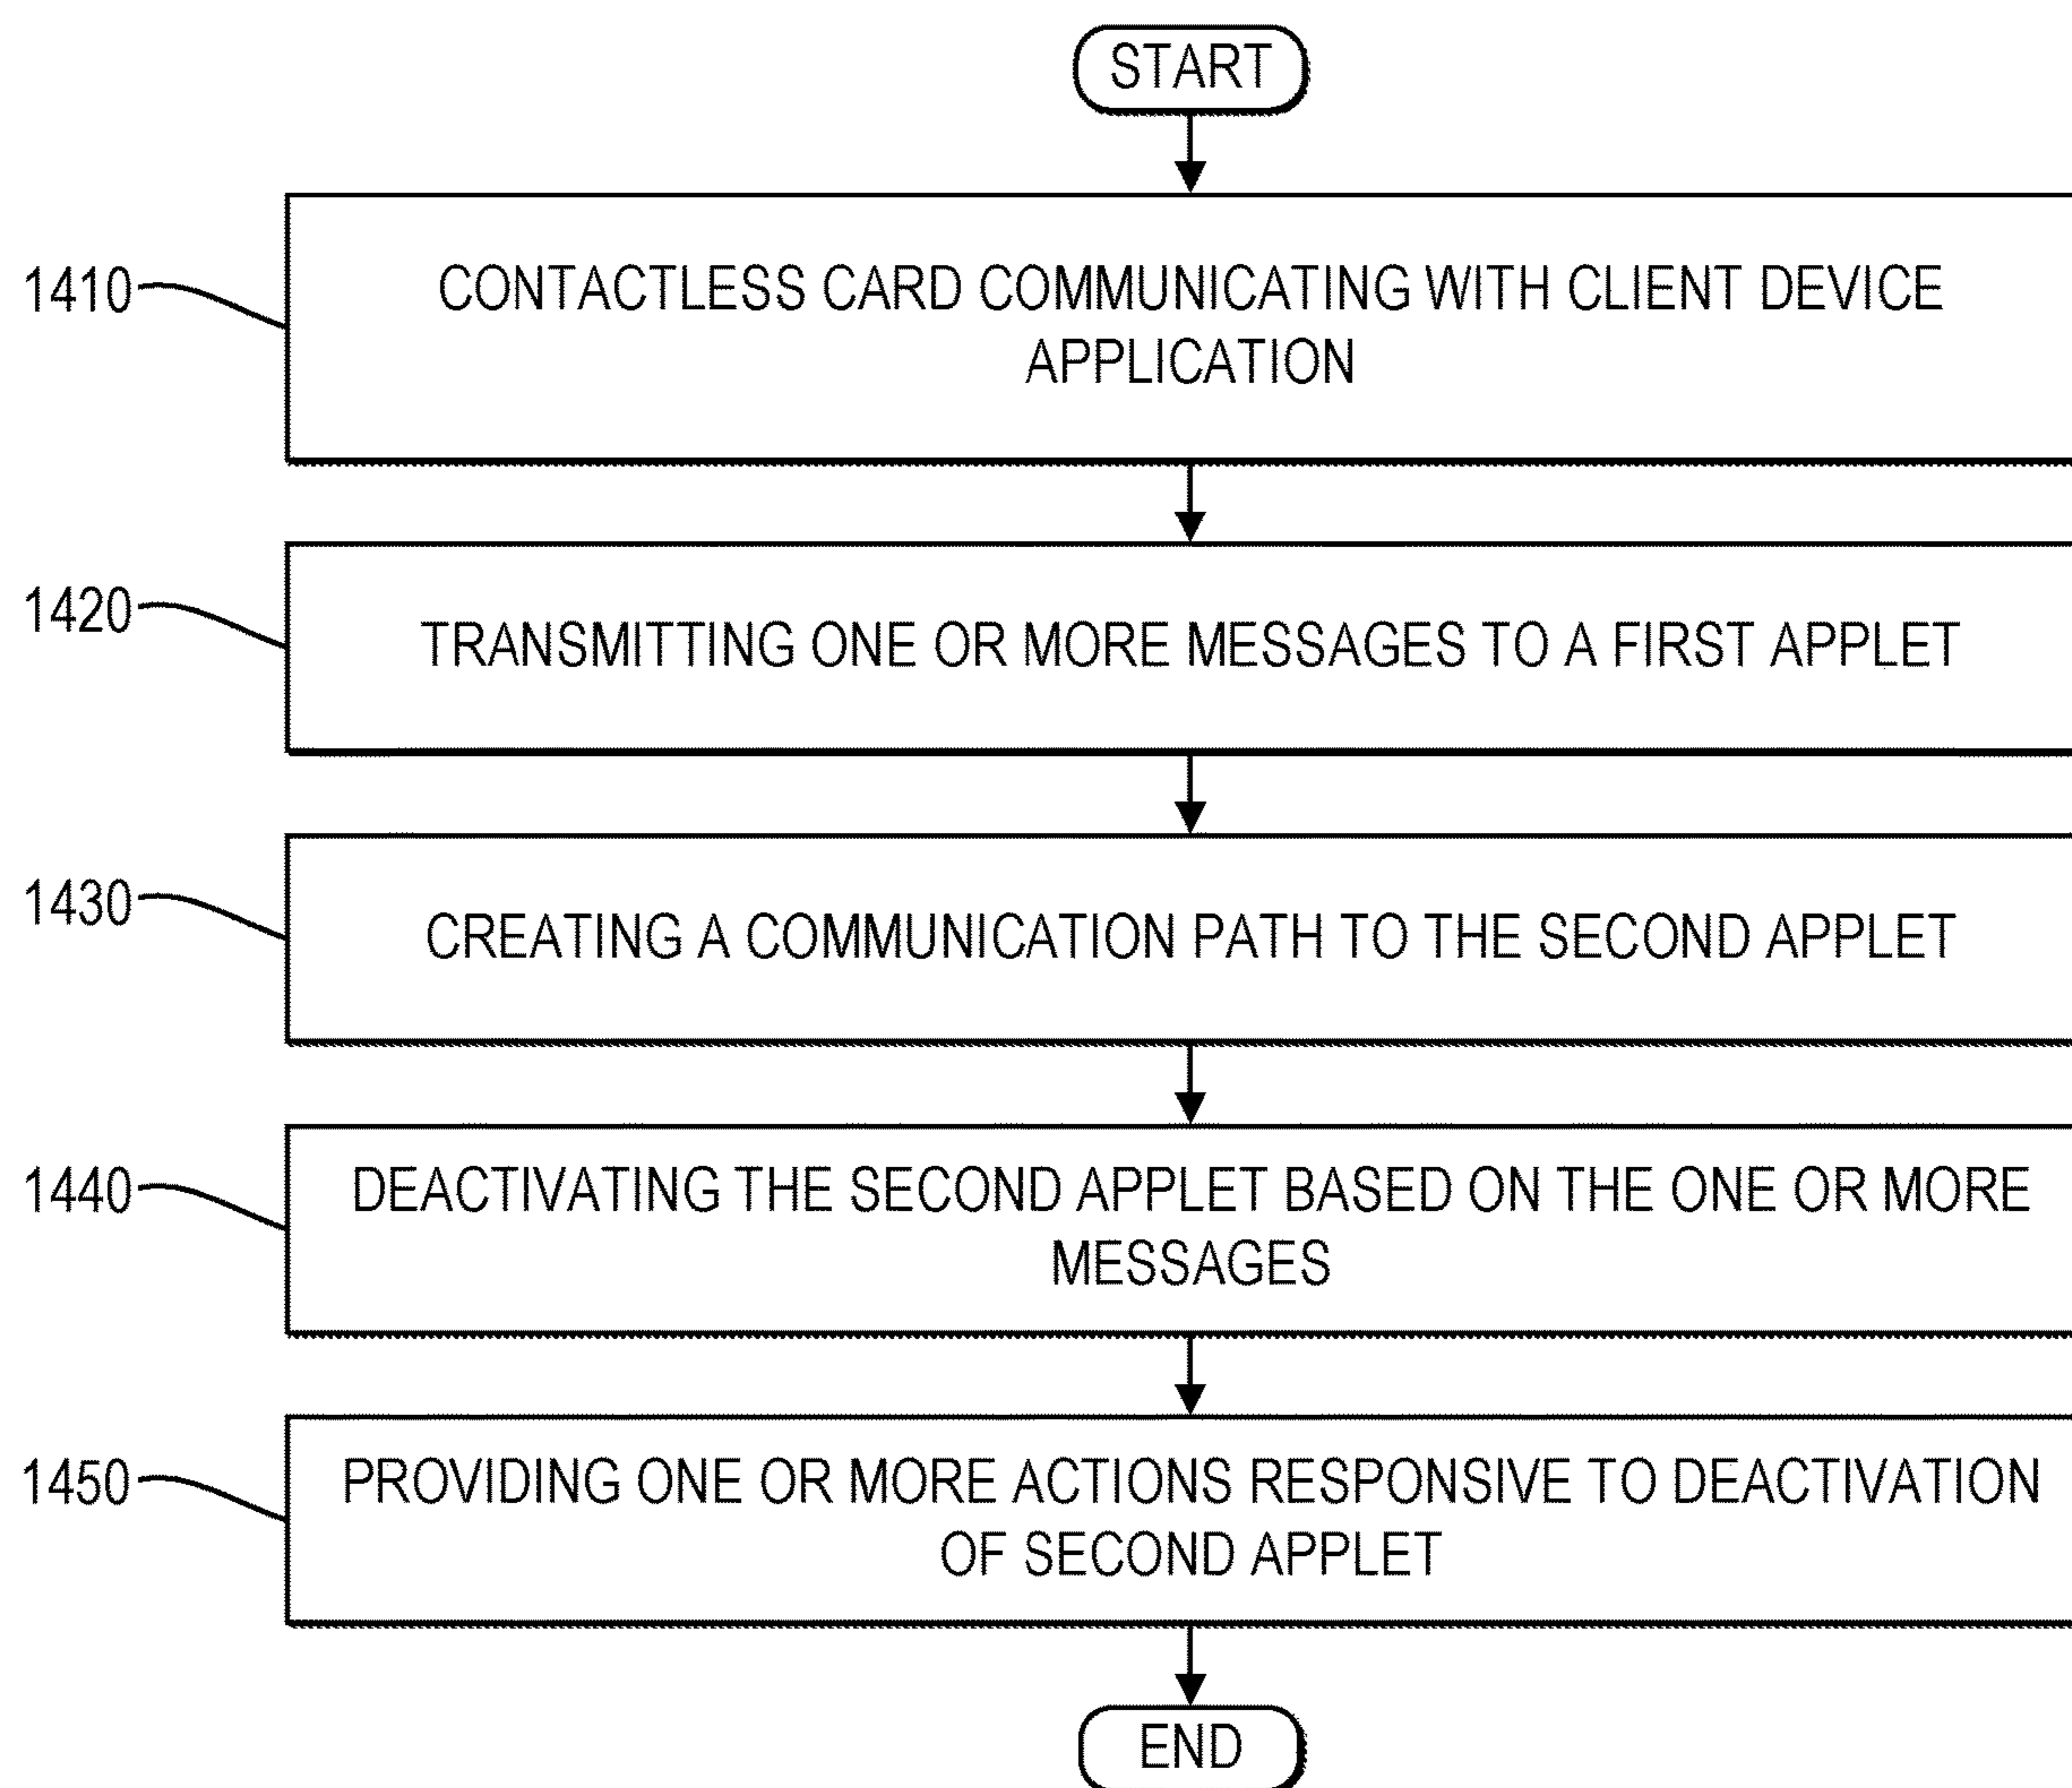 START
1410
CONTACTLESS CARD COMMUNICATING WITH CLIENT DEVICE
APPLICATION
1420
TRANSMITTING ONE OR MORE MESSAGES TO A FIRST APPLET
1430
CREATING A COMMUNICATION PATH TO THE SECOND APPLET
1440
DEACTIVATING THE SECOND APPLET BASED ON THE ONE OR MORE
MESSAGES
1450
PROVIDING ONE OR MORE ACTIONS RESPONSIVE TO DEACTIVATION
OF SECOND APPLET
END